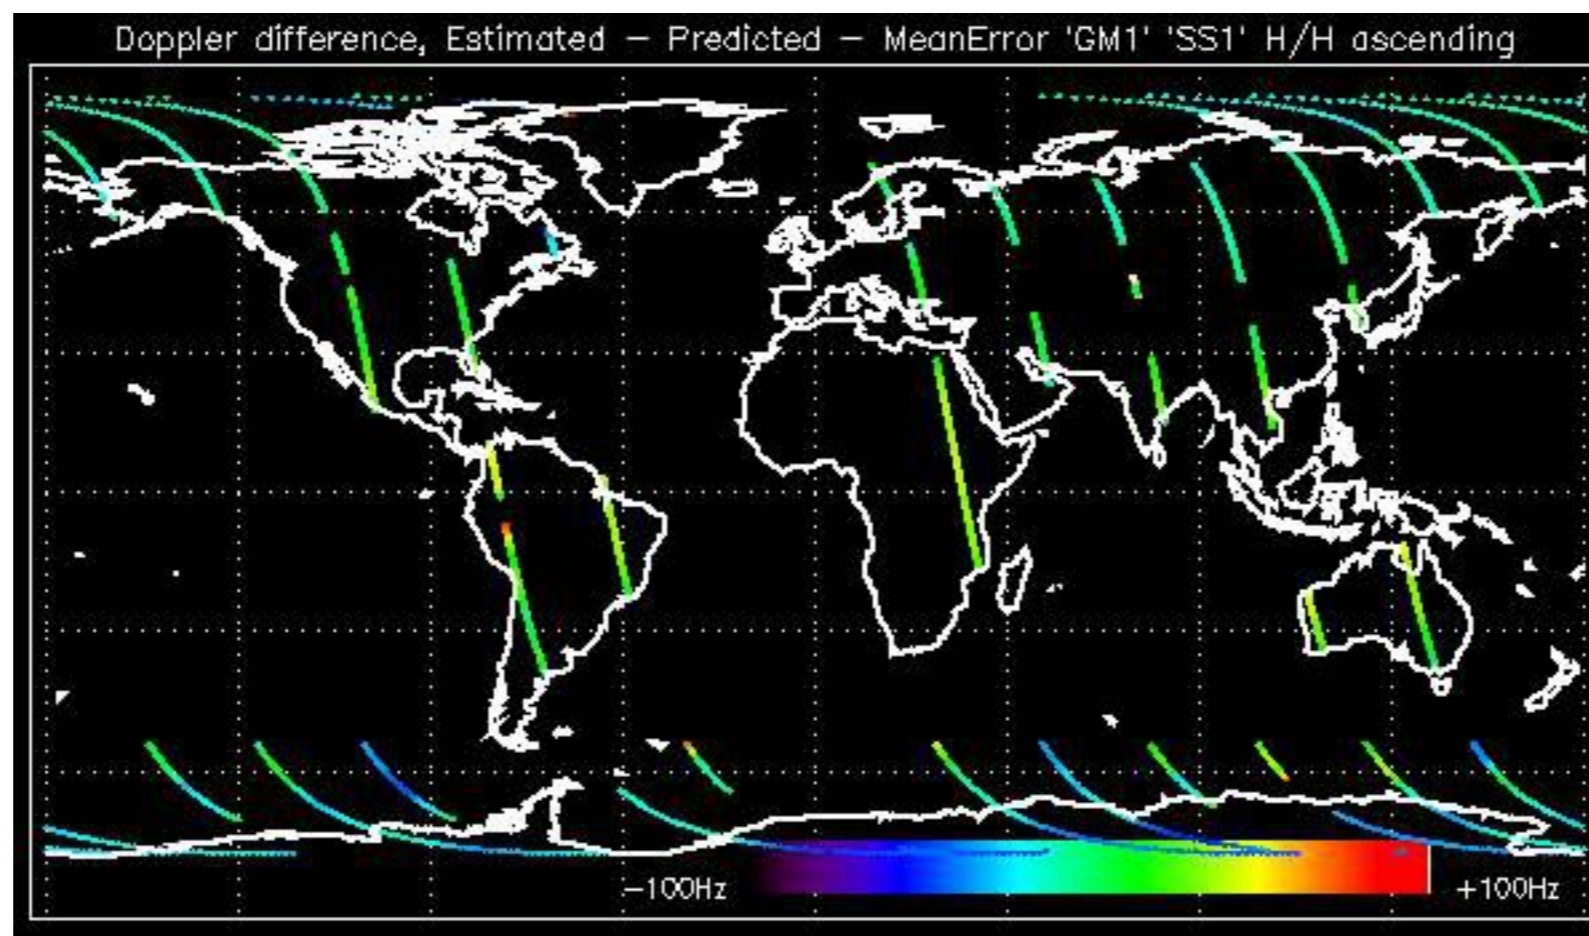 Doppler difference, Estimated – Predicted – MeanError 'GM1' 'SS1' H/H ascending
-100Hz +100Hz